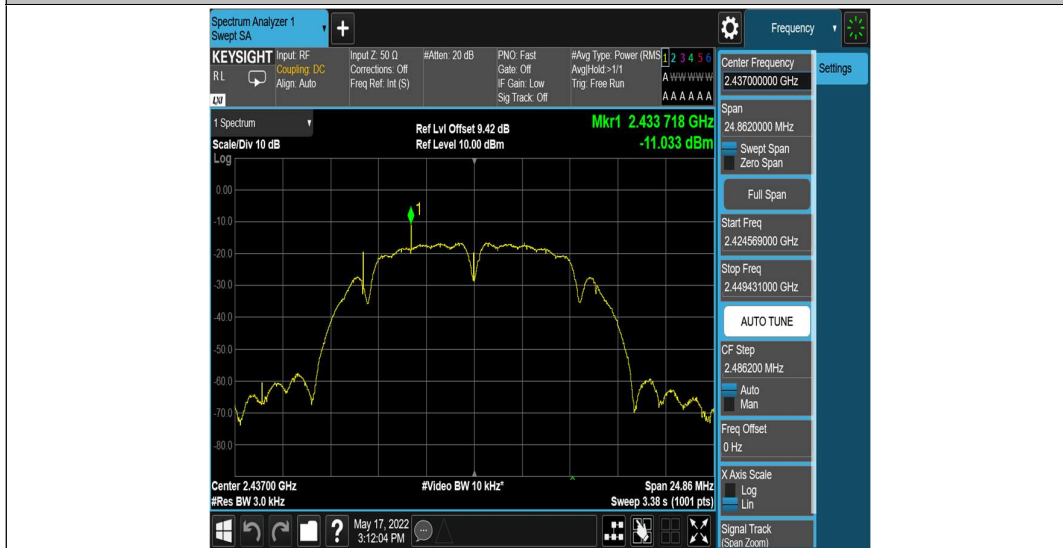 Spectrum Analyzer 1
Swept SA
+
Frequency
KEYSIGHT
RL
LXI
Input: RF
Coupling: DC
Align: Auto
Input Z: 50 Ω
Corrections: Off
Freq Ref: Int (S)
#Atten: 20 dB
PNO: Fast
Gate: Off
IF Gain: Low
Sig Track: Off
#Avg Type: Power (RMS
Avg|Hold:>1/1
Trig: Free Run
1 2 3 4 5 6
A W W W W W
A A A A A A
Center Frequency
2.437000000 GHz
Settings
Span
24.8620000 MHz
Swept Span
Zero Span
Full Span
Start Freq
2.424569000 GHz
Stop Freq
2.449431000 GHz
AUTO TUNE
CF Step
2.486200 MHz
Auto
Man
Freq Offset
0 Hz
X Axis Scale
Log
Lin
Signal Track
(Span Zoom)
1 Spectrum
Scale/Div 10 dB
Ref Lvl Offset 9.42 dB
Ref Level 10.00 dBm
Mkr1 2.433 718 GHz
-11.033 dBm
Log
0.00
-10.0
-20.0
-30.0
-40.0
-50.0
-60.0
-70.0
-80.0
1
Center 2.43700 GHz
#Res BW 3.0 kHz
#Video BW 10 kHz*
Span 24.86 MHz
Sweep 3.38 s (1001 pts)
?
May 17, 2022
3:12:04 PM